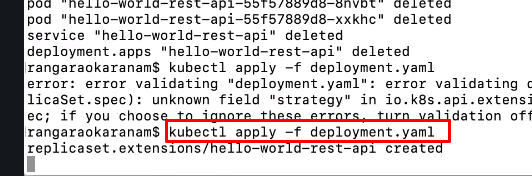 pod "hello-world-rest-api-55f57889d8-8nvbt" deleted
pod "hello-world-rest-api-55f57889d8-xxkhc" deleted
service "hello-world-rest-api" deleted
deployment.apps "hello-world-rest-api" deleted
rangaraokaranam$ kubectl apply -f deployment.yaml
error: error validating "deployment.yaml": error validating d
licaSet.spec): unknown field "strategy" in io.k8s.api.extensi
ec; if you choose to ignore these errors, turn validation off
rangaraokaranam$ kubectl apply -f deployment.yaml
replicaset.extensions/hello-world-rest-api created